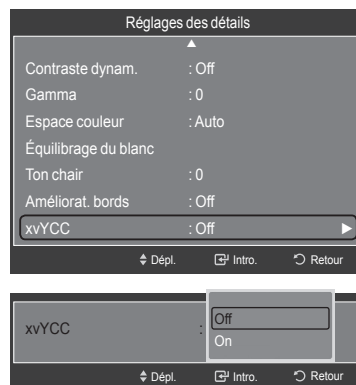 Réglages des détails
Contraste dynam. : Off
Gamma : 0
Espace couleur : Auto
Équilibrage du blanc
Ton chair : 0
Améliorat. bords : Off
xvYCC : Off
Dépl. Intro. Retour
xvYCC : Off
On
Dépl. Intro. Retour